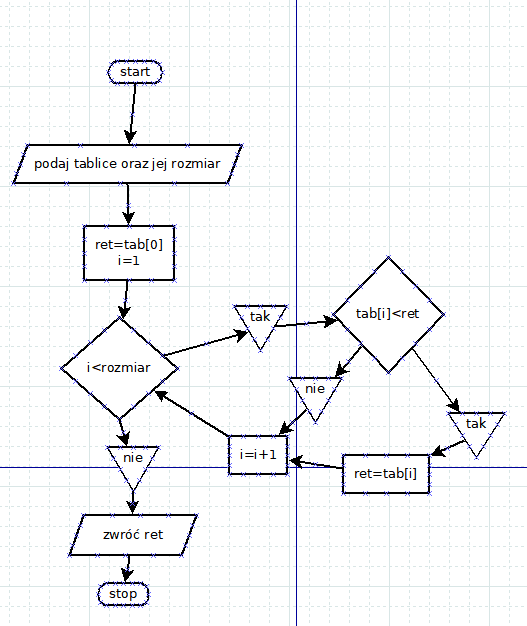 start
podaj tablice oraz jej rozmiar
ret=tab[0]
i=1
i<rozmiar
tak
tab[i]<ret
nie
tak
i=i+1
ret=tab[i]
nie
zwróć ret
stop